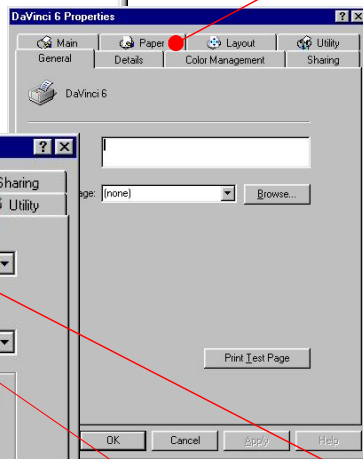 DaVinci 6 Properties
Main Paper Layout Utility
General Details Color Management Sharing
DaVinci 6
Sharing
Utility
age: (none) Browse...
Print Test Page
OK Cancel Apply Help